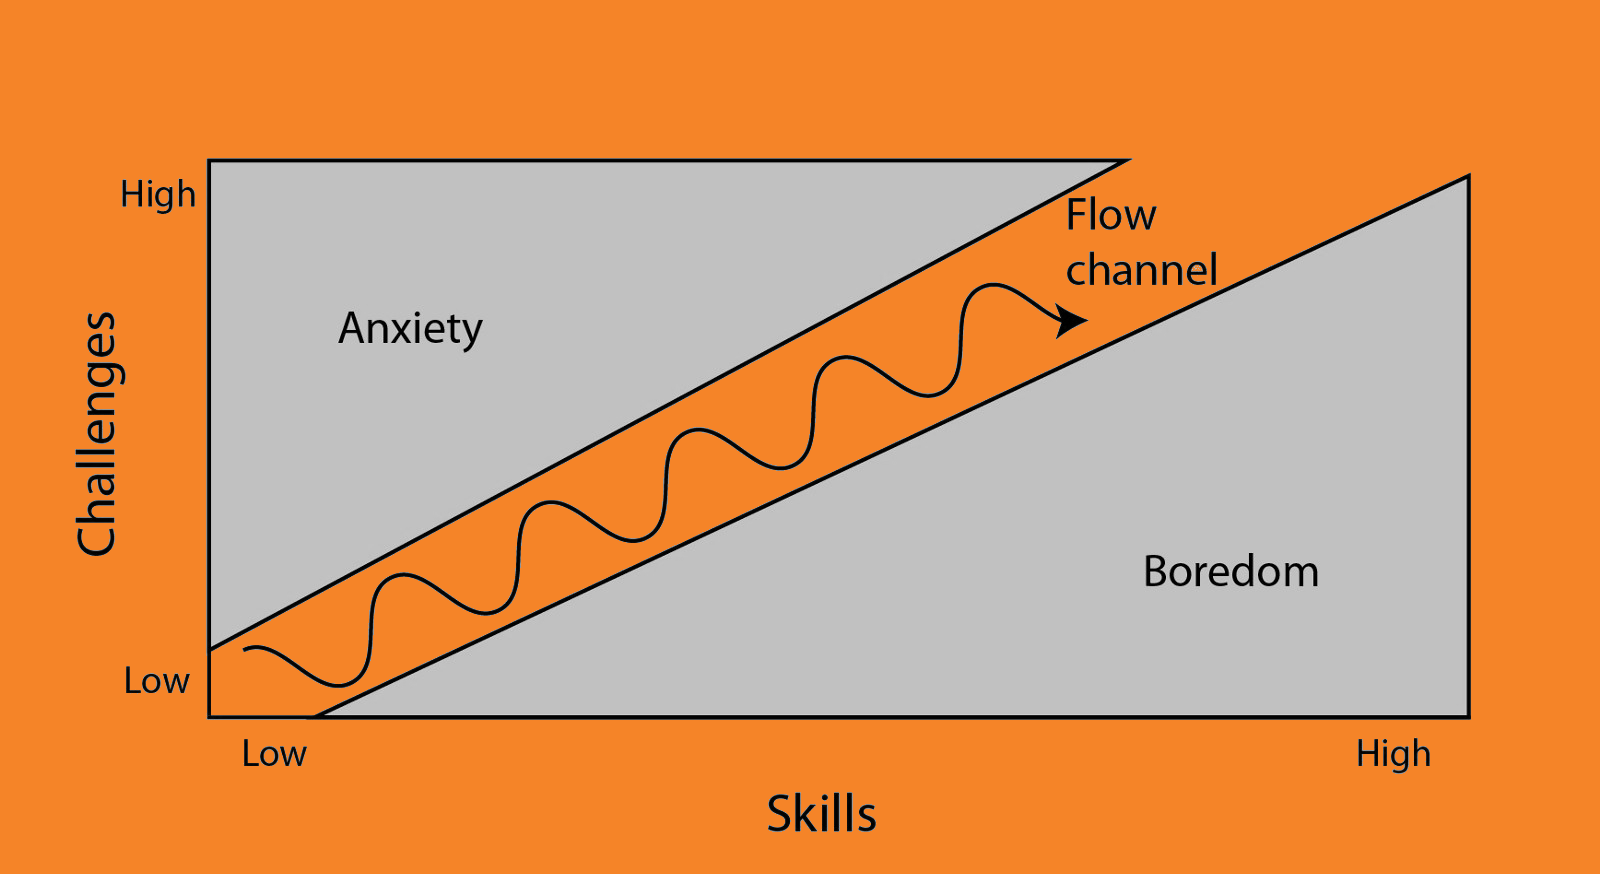 High
Flow
channel
Anxiety
Challenges
Boredom
Low
Low
High
Skills